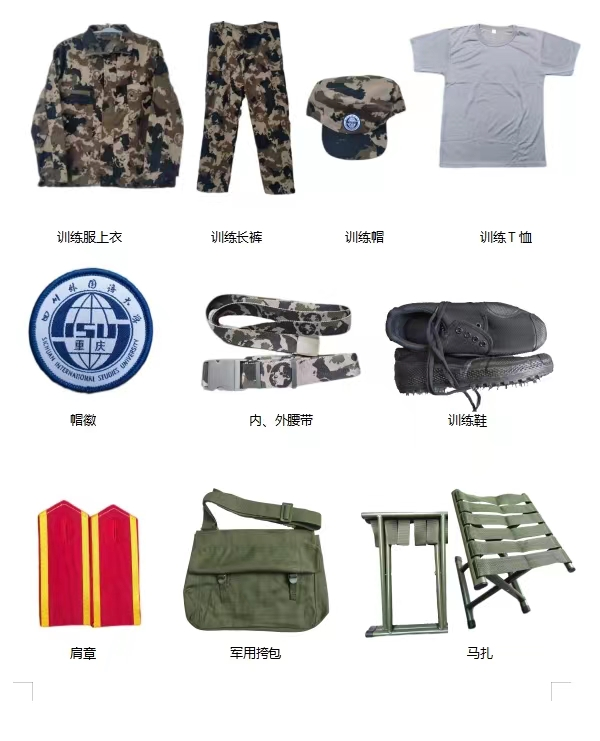 训练服上衣
训练长裤
训练帽
训练T恤
四川外国语大学
SISU
重庆
SICHUAN INTERNATIONAL STUDIES UNIVERSITY
帽徽
内、外腰带
训练鞋
肩章
军用挎包
马扎